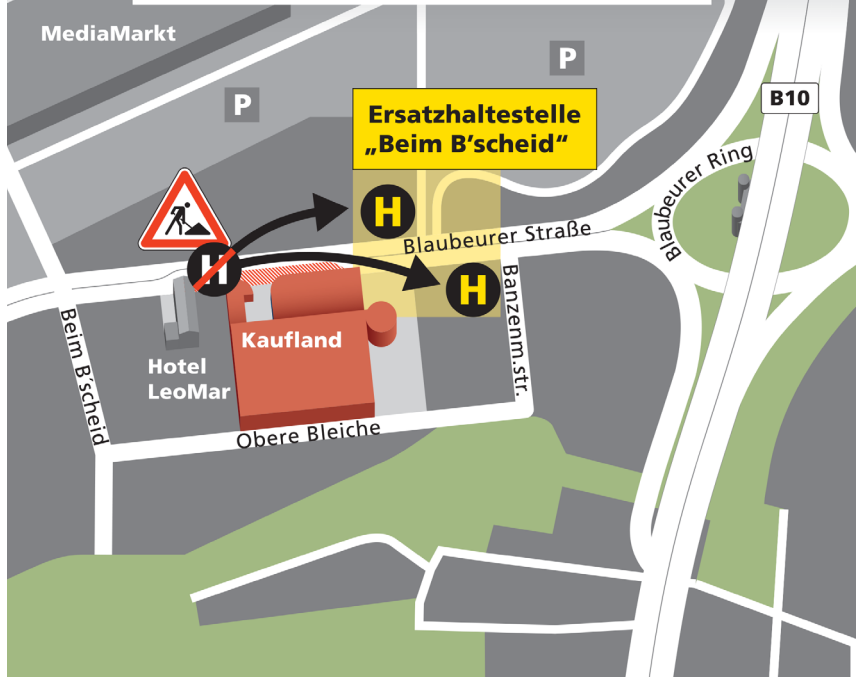 MediaMarkt
P
P
B10
Ersatzhaltestelle
„Beim B'scheid“
Blaubeurer Ring
H
Blaubeurer Straße
H
H
Banzenm.str.
Beim B'scheid
Kaufland
Hotel
LeoMar
Obere Bleiche